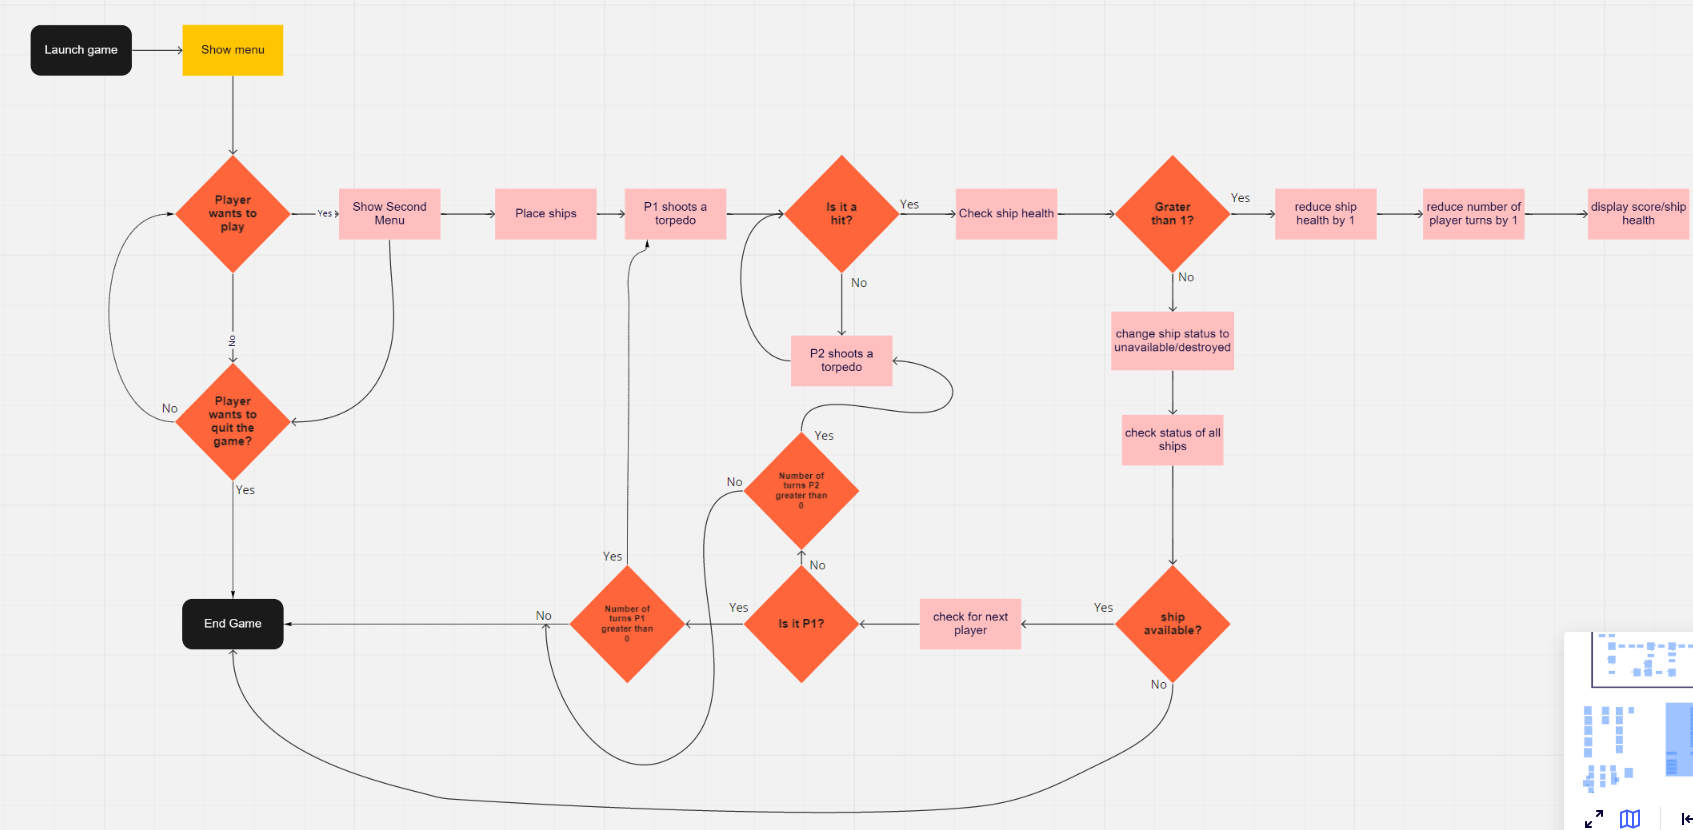 Launch game
Show menu
Player
wants to
play
Yes
Show Second
Menu
Place ships
P1 shoots a
torpedo
Is it a
hit?
Yes
Check ship health
Grater
than 1?
Yes
reduce ship
health by 1
reduce number of
player turns by 1
display score/ship
health
No
No
No
change ship status to
unavailable/destroyed
P2 shoots a
torpedo
Player
wants to
quit the
game?
No
Yes
check status of all
ships
Yes
Number of
turns P2
greater than
0
No
Yes
No
End Game
No
Number of
turns P1
greater than
0
Yes
Is it P1?
check for next
player
Yes
ship
available?
No